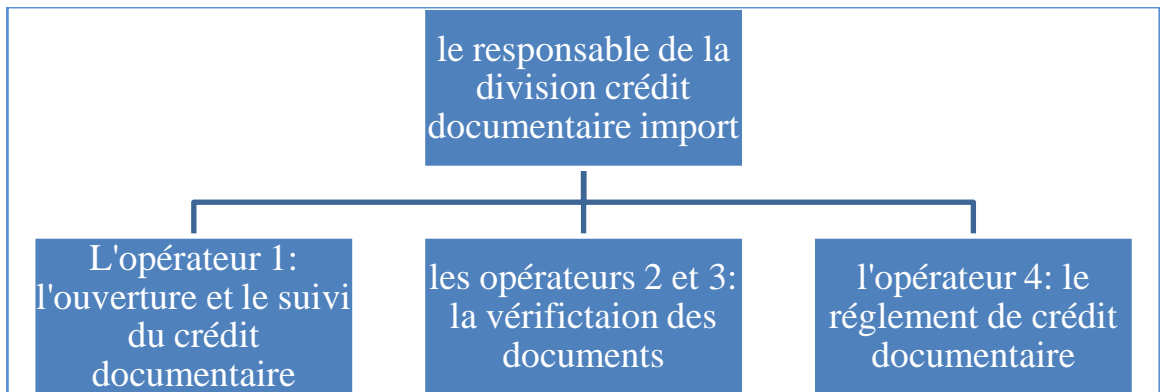 le responsable de la
division crédit
documentaire import
L'opérateur 1:
l'ouverture et le suivi
du crédit
documentaire
les opérateurs 2 et 3:
la vérifictaion des
documents
l'opérateur 4: le
réglement de crédit
documentaire